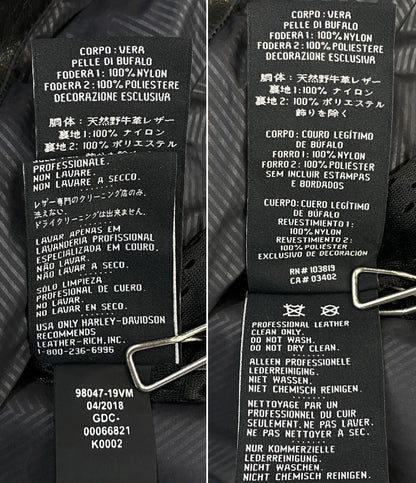 CORPO: VERA
PELLE DI BUFALO
FODERA 1: 100% NYLON
FODERA 2: 100% POLIESTERE
DECORAZIONE ESCLUSIVA
胴体: 天然野牛革レザー
裏地1: 100% ナイロン
裏地2: 100% ポリエステル
飾りを除く
PROFESSIONALE.
NON LAVARE.
NON LAVARE A SECCO.
レザー専門のクリーニング店のみ.
洗えない.
ドライクリーニングは出来ません.
LAVAR APENAS EM
LAVANDERIA PROFISSIONAL
ESPECIALIZADA EM COURO.
NÃO LAVAR.
NÃO LAVAR A SECO.
SÓLO LIMPIEZA
PROFESIONAL DE CUERO.
NO LAVAR.
NO LAVAR EN SECO.
USA ONLY HARLEY-DAVIDSON
RECOMMENDS
LEATHER-RICH, INC.
1-800-236-6996
98047-19VM
04/2018
GDC-
00066821
K0002
CORPO: VERA
PELLE DI BUFALO
FODERA 1: 100% NYLON
FODERA 2: 100% POLIESTERE
DECORAZIONE ESCLUSIVA
胴体: 天然野牛革レザー
裏地1: 100% ナイロン
裏地2: 100% ポリエステル
飾りを除く
CORPO: COURO LEGÍTIMO
DE BÚFALO
FORRO 1: 100% NYLON
FORRO 2: 100% POLIÉSTER
SEM INCLUIR ESTAMPAS
E BORDADOS
CUERPO: CUERO LEGÍTIMO
DE BÚFALO
REVESTIMIENTO 1:
100% NYLON
REVESTIMIENTO 2:
100% POLIÉSTER
EXCLUSIVO DE DECORACIÓN
RN# 103819
CA# 03402
PROFESSIONAL LEATHER
CLEAN ONLY.
DO NOT WASH.
DO NOT DRY CLEAN.
ALLEEN PROFESSIONELE
LEDERREINIGING.
NIET WASSEN.
NIET CHEMISCH REINIGEN.
NETTOYAGE PAR UN
PROFESSIONNEL DU CUIR
SEULEMENT. NE PAS LAVER.
NE PAS NETTOYER A SEC.
NUR KOMMERZIELLE
LEDERREINIGUNG.
NICHT WASCHEN.
NICHT CHEMISCH REINIGEN.